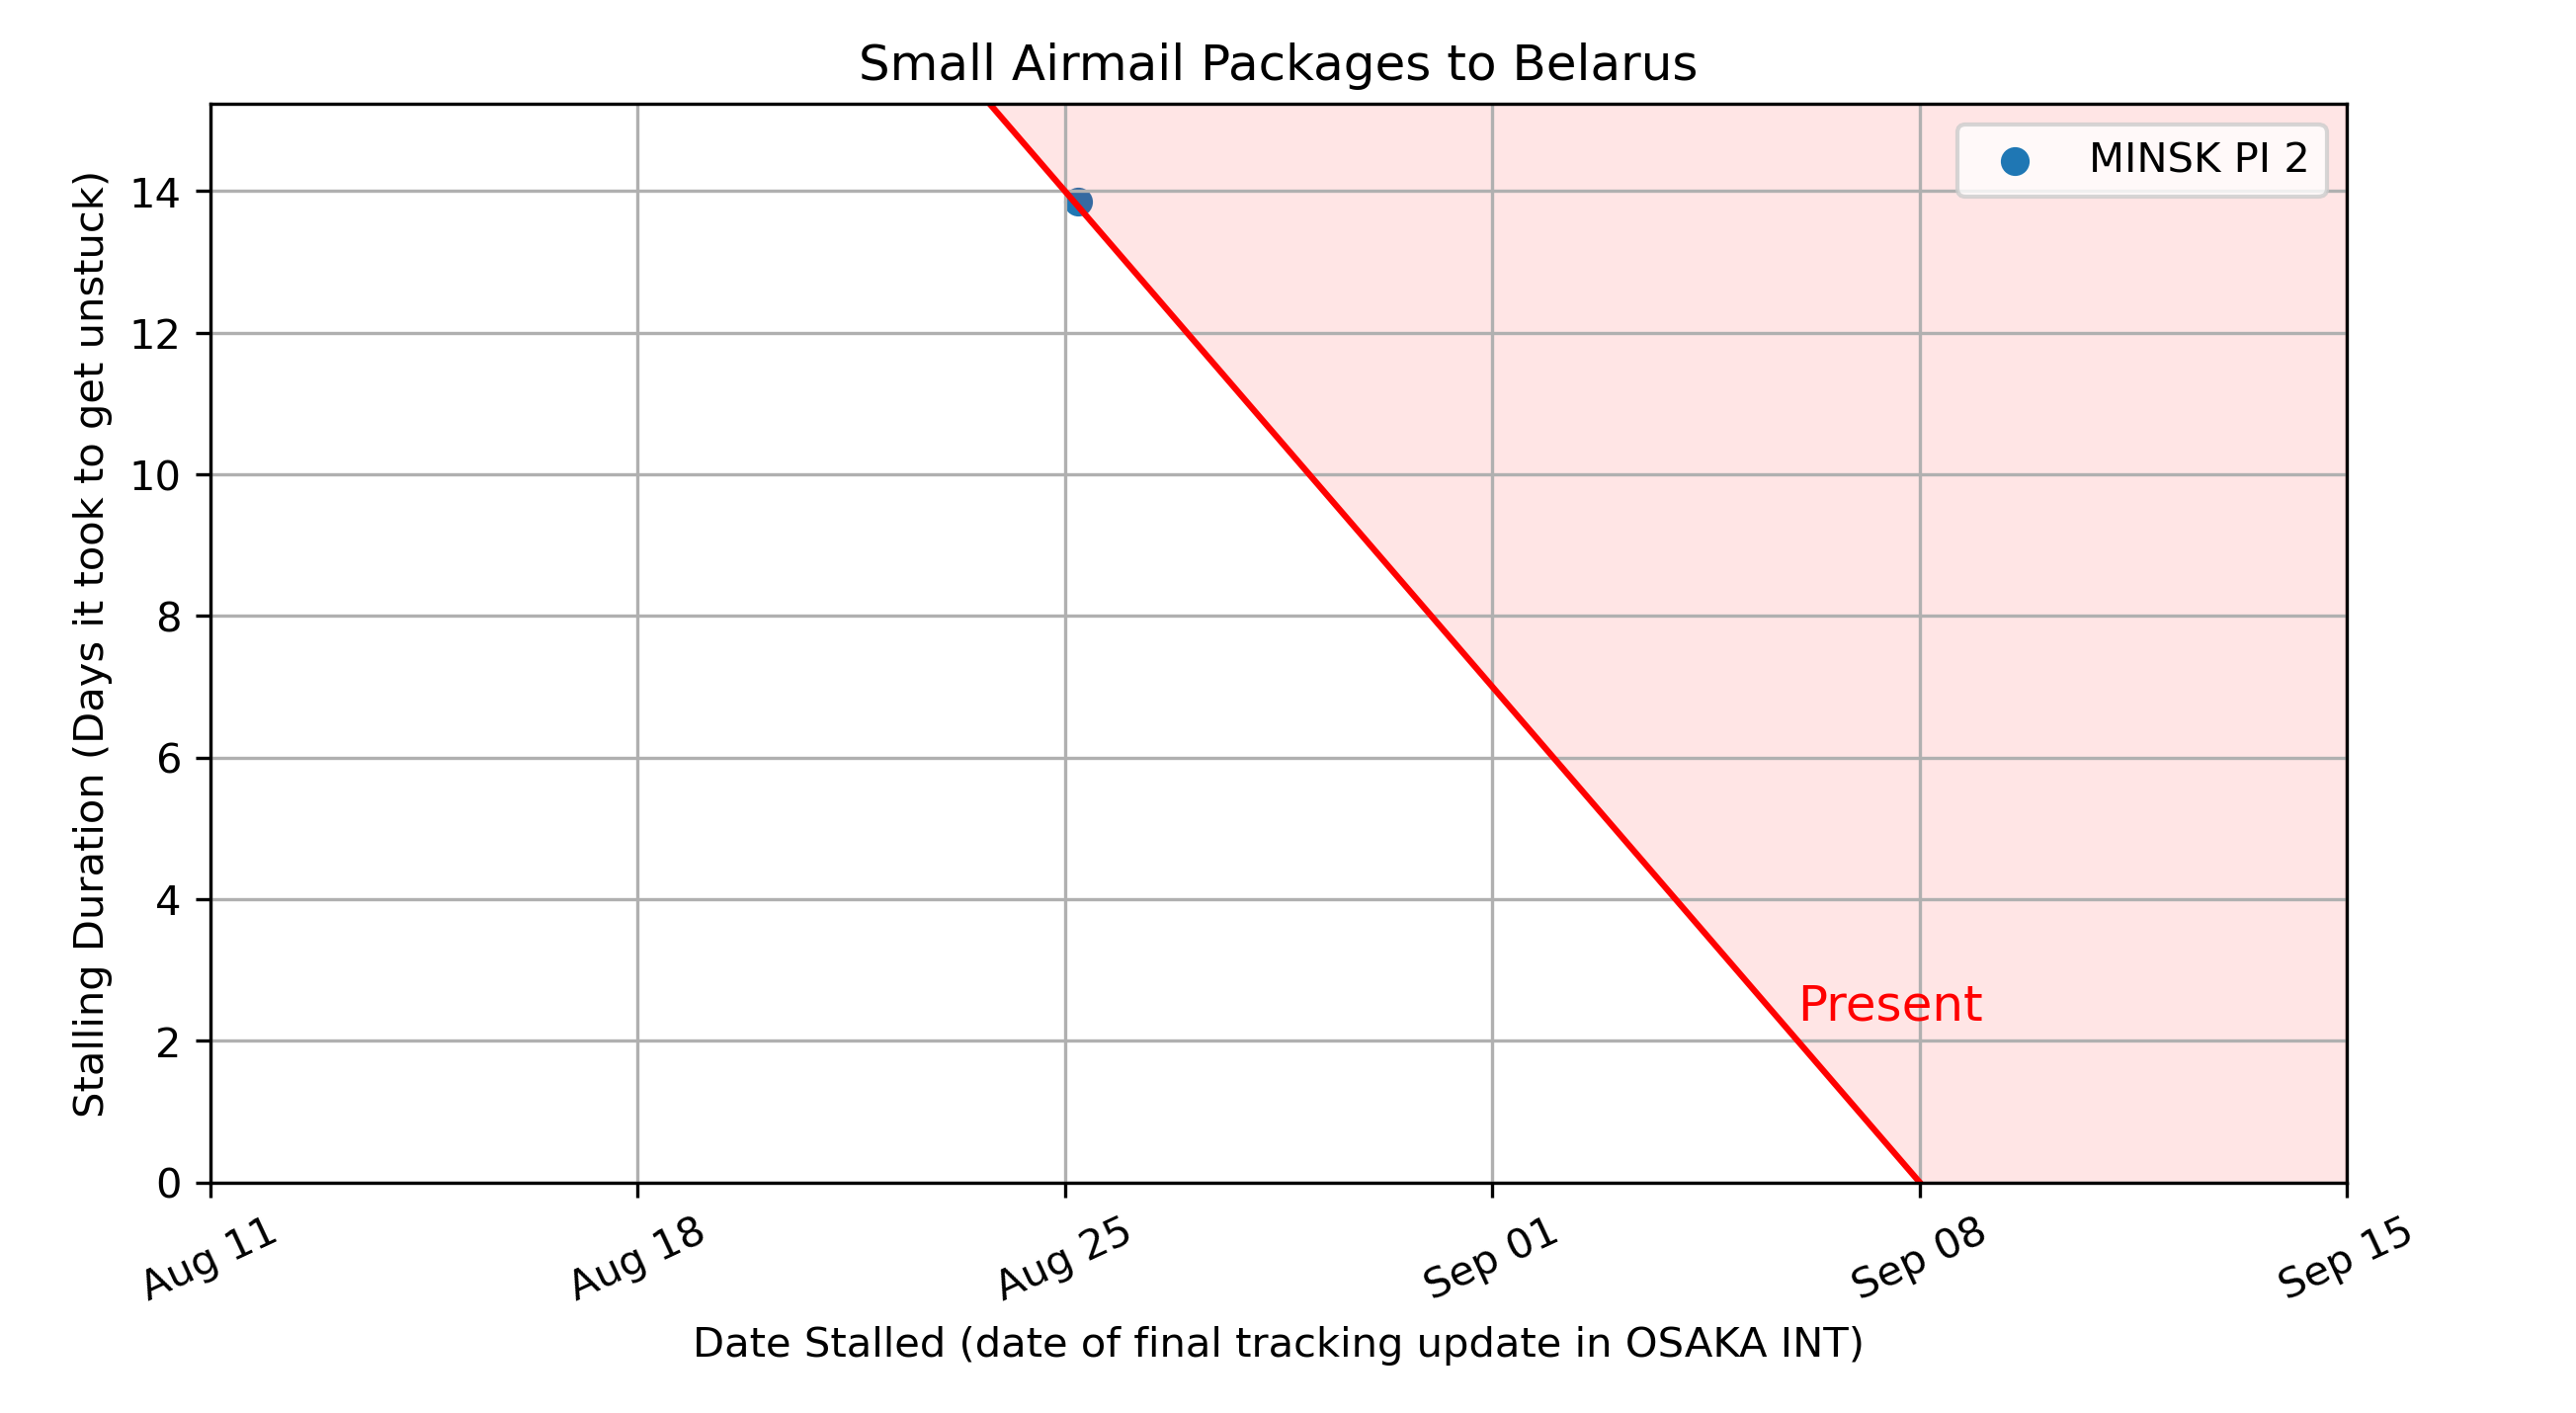 Small Airmail Packages to Belarus
MINSK PI 2
Stalling Duration (Days it took to get unstuck)
14
12
10
8
6
4
2
0
Present
Aug 11
Aug 18
Aug 25
Sep 01
Sep 08
Sep 15
Date Stalled (date of final tracking update in OSAKA INT)